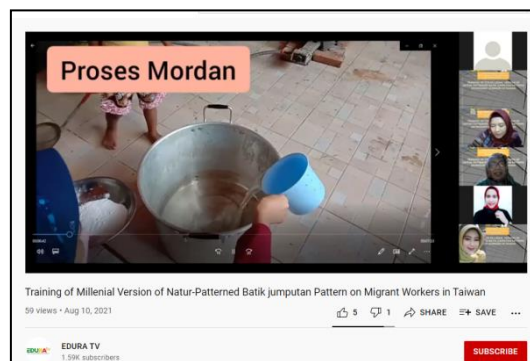 Proses Mordan
Training of Millenial Version of Natur-Patterned Batik jumputan Pattern on Migrant Workers in Taiwan
59 views • Aug 10, 2021
5 1 SHARE SAVE ...
EDURA TV
1.59K subscribers
SUBSCRIBE